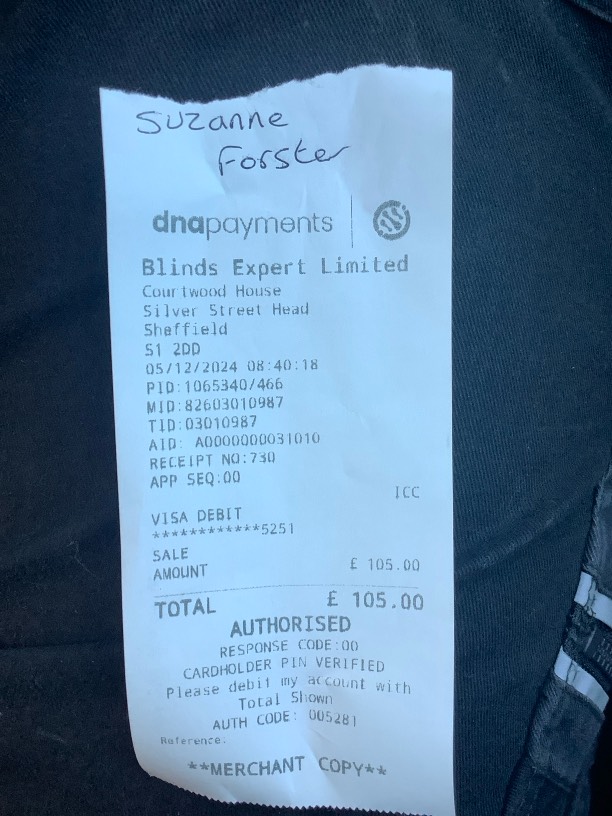 Suzanne
Forster
dnapayments
Blinds Expert Limited
Courtwood House
Silver Street Head
Sheffield
S1 2DD
05/12/2024 08:40:18
PID:1065340/466
MID:82603010987
TID:03010987
AID: A0000000031010
RECEIPT NO:730
APP SEQ:00
ICC
VISA DEBIT
************5251
SALE
AMOUNT £ 105.00
TOTAL £ 105.00
AUTHORISED
RESPONSE CODE:00
CARDHOLDER PIN VERIFIED
Please debit my account with
Total Shown
AUTH CODE: 005281
Reference:
**MERCHANT COPY**